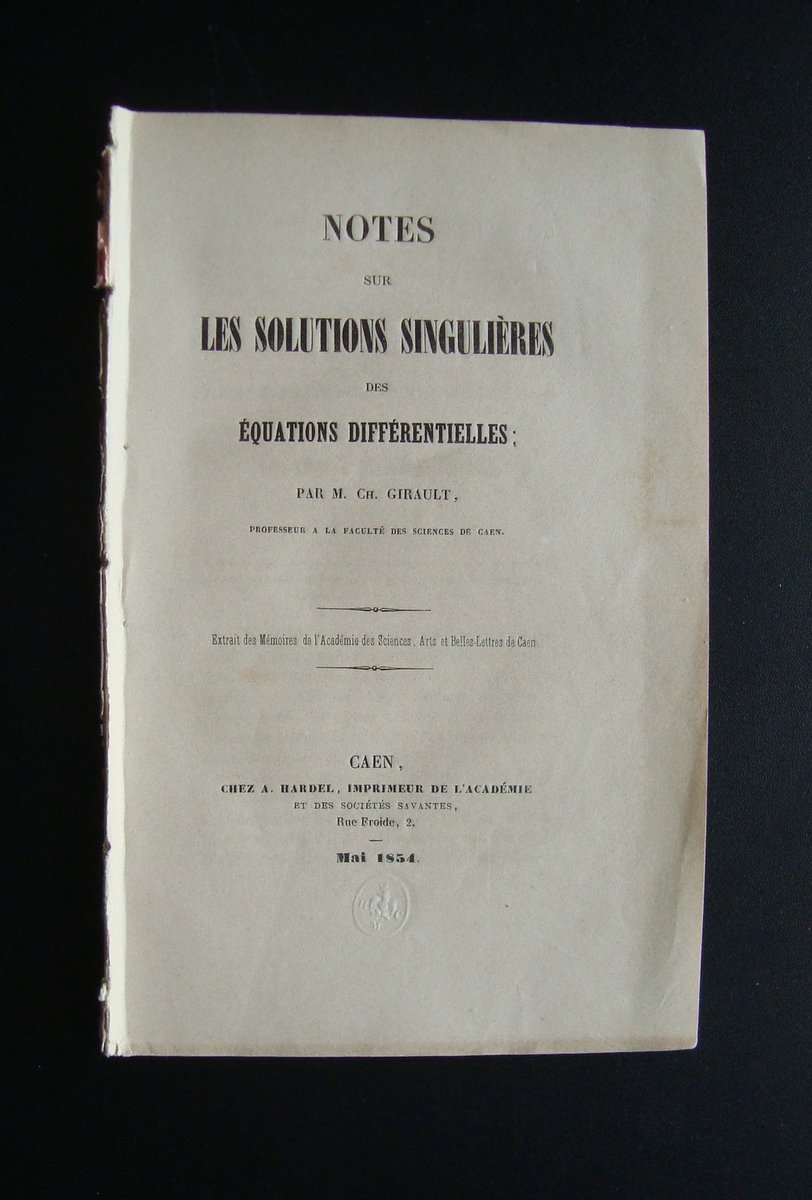 NOTES
SUR
LES SOLUTIONS SINGULIÈRES
DES
ÉQUATIONS DIFFÉRENTIELLES;
PAR M. CH. GIRAULT,
PROFESSEUR A LA FACULTÉ DES SCIENCES DE CAEN.
Extrait des Mémoires de l'Académie des Sciences, Arts et Belles-Lettres de Caen.
CAEN,
CHEZ A. HARDEL, IMPRIMEUR DE L'ACADÉMIE
ET DES SOCIÉTÉS SAVANTES,
Rue Froide, 2.
Mai 1854.